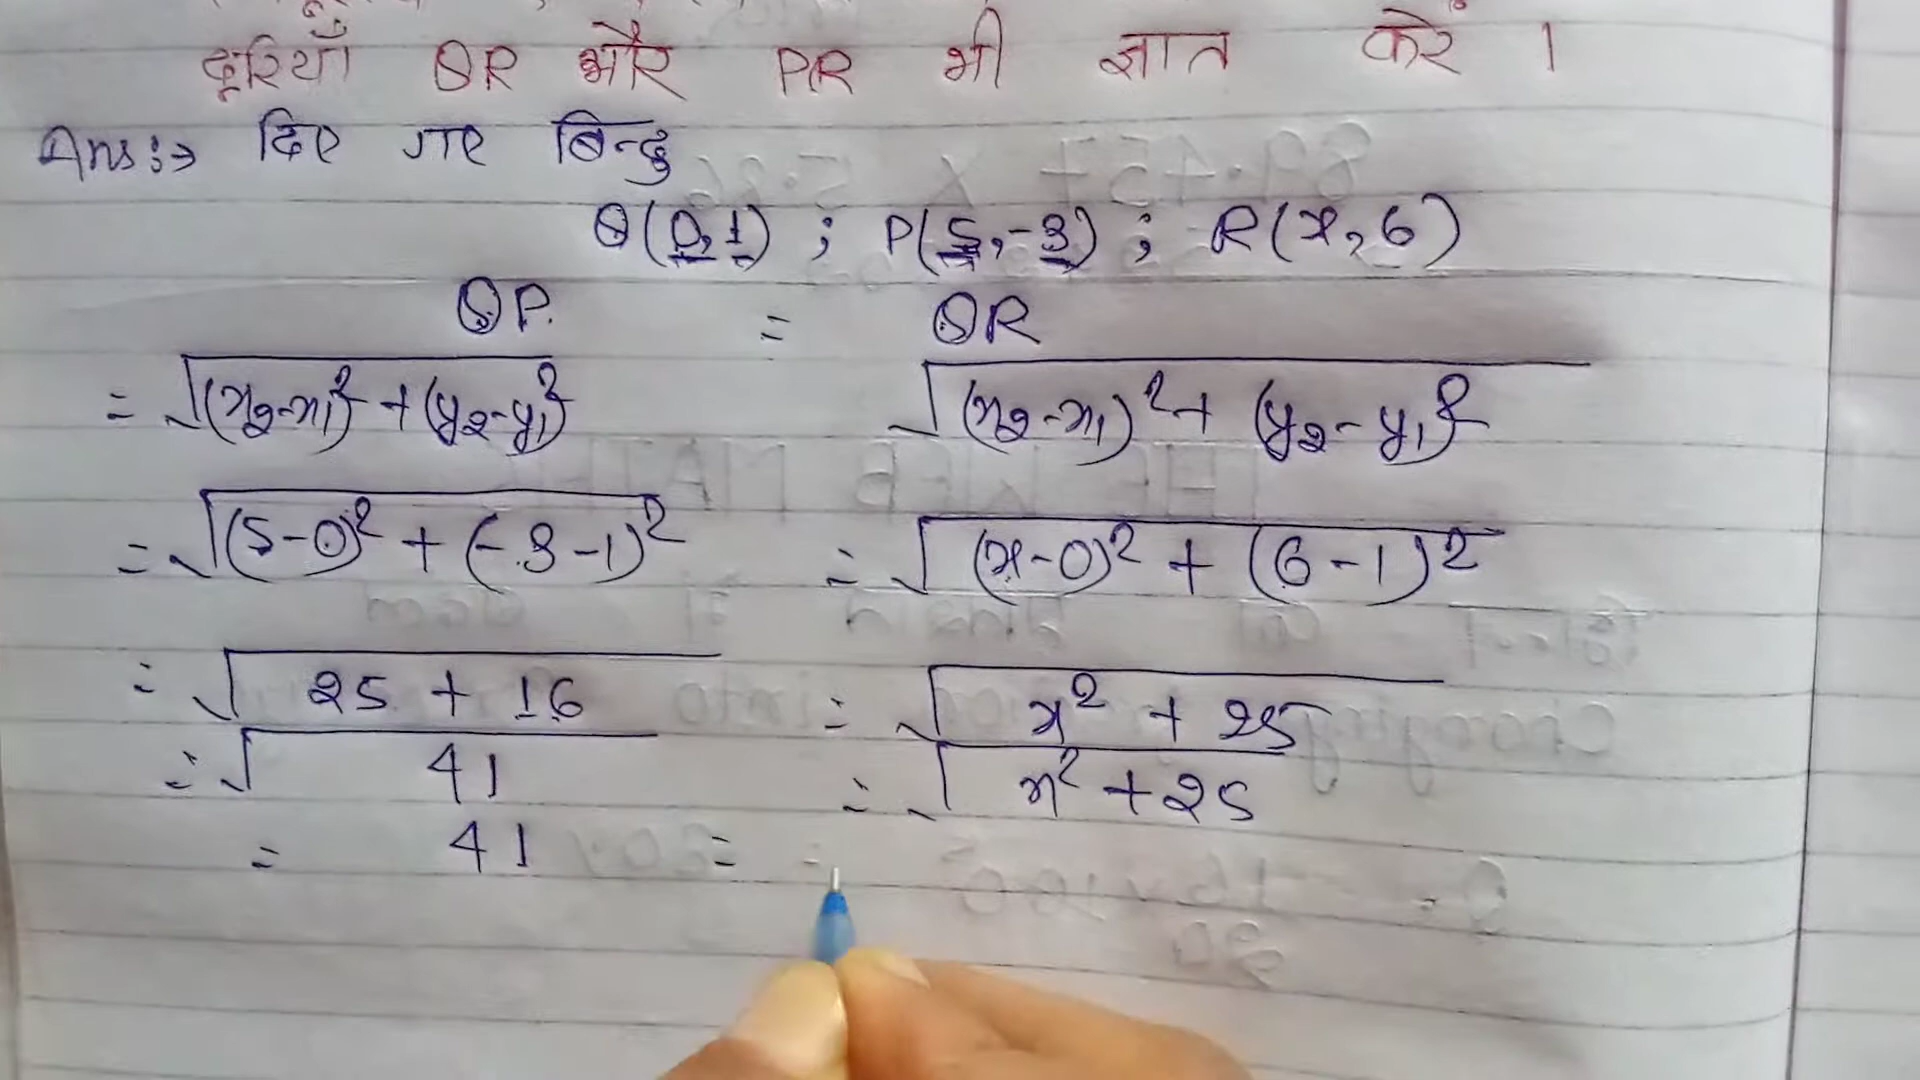 दूरियाँ QR और PR भी ज्ञात करें ।
Ans :→ दिए गए बिन्दु
Q(0,1) ; P(5,-3) ; R(x,6)
QP = QR
= √(x₂-x₁)² + (y₂-y₁)² √(x₂-x₁)² + (y₂-y₁)²
= √(5-0)² + (-3-1)² = √(x-0)² + (6-1)²
= √25 + 16 = √x² + 25
= √41 = √x² + 25
= 41 =